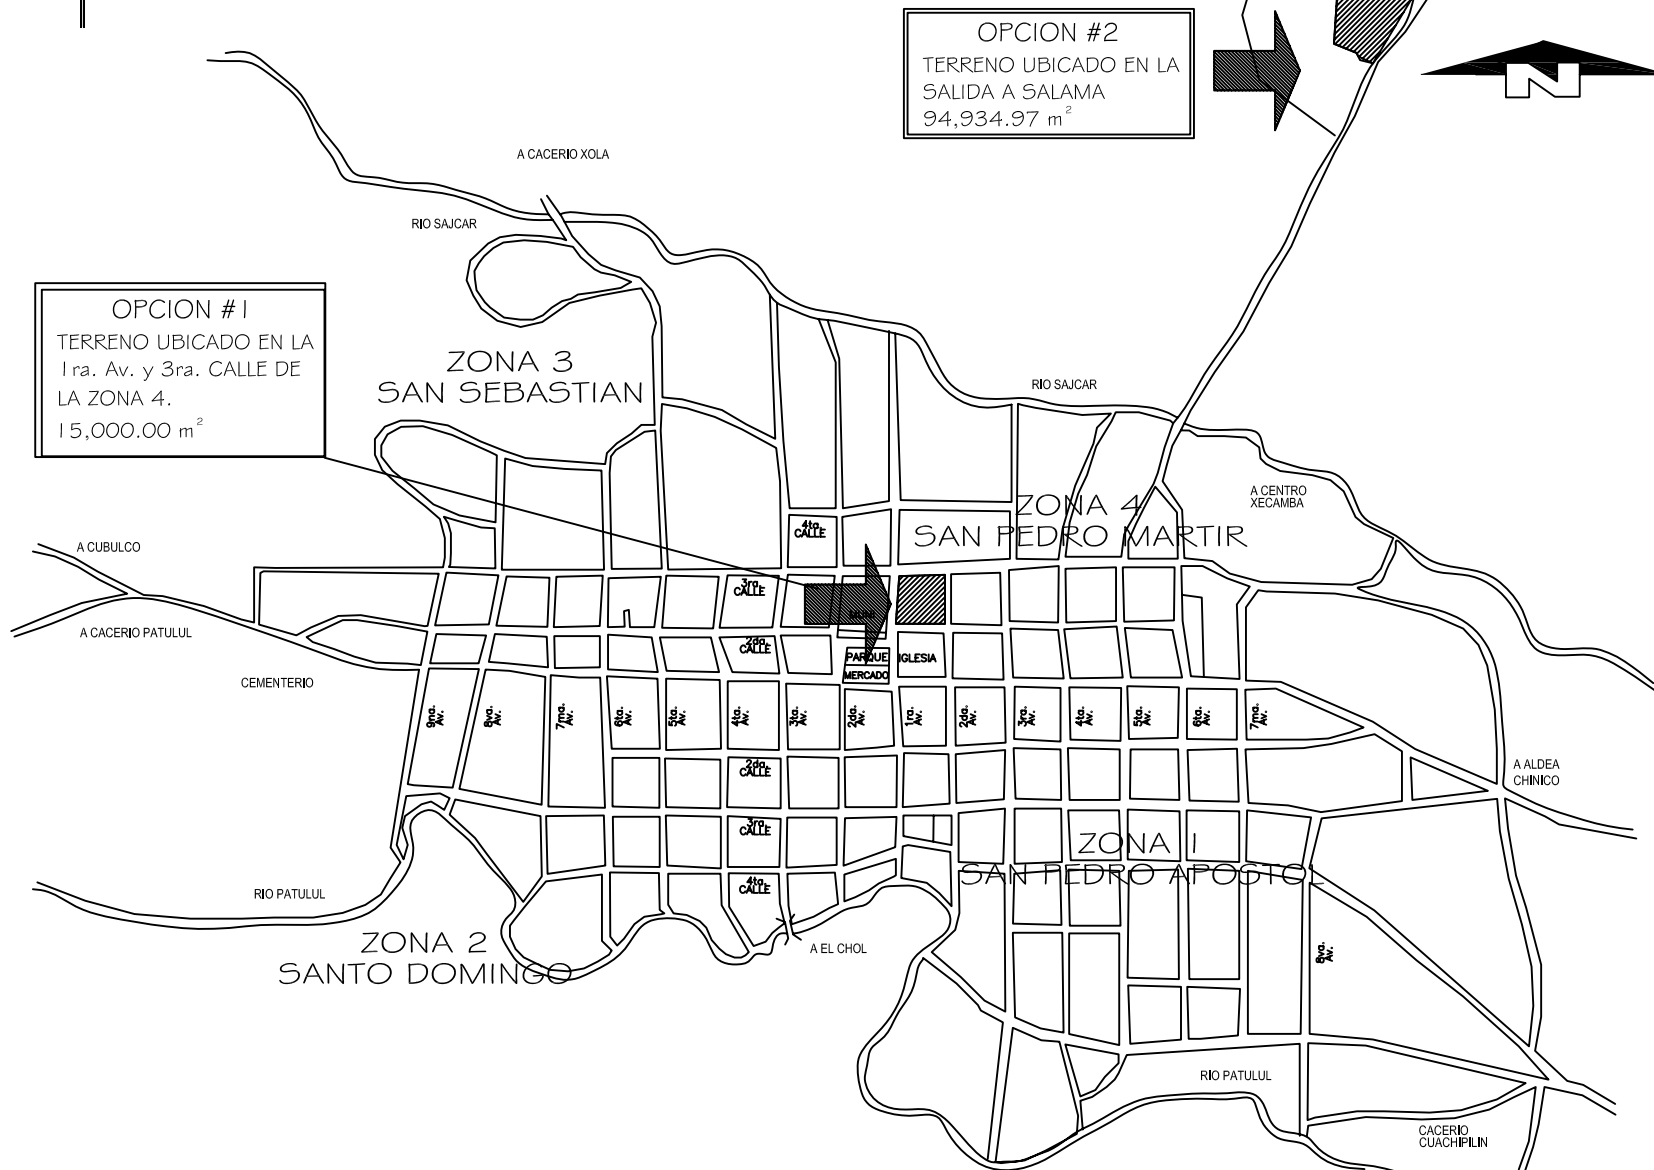 OPCION #2
TERRENO UBICADO EN LA
SALIDA A SALAMA
94,934.97 m²
N
A CACERIO XOLA
RIO SAJCAR
OPCION #1
TERRENO UBICADO EN LA
1ra. Av. y 3ra. CALLE DE
LA ZONA 4.
15,000.00 m²
ZONA 3
SAN SEBASTIAN
RIO SAJCAR
A CENTRO
XECAMBA
ZONA 4
SAN PEDRO MARTIR
4ta.
CALLE
A CUBULCO
3ra.
CALLE
MUNI
A CACERIO PATULUL
2da.
CALLE
PARQUE
IGLESIA
MERCADO
CEMENTERIO
9na.
Av.
8va.
Av.
7ma.
Av.
6ta.
Av.
5ta.
Av.
4ta.
Av.
3ta.
Av.
2da.
Av.
1ra.
Av.
2da.
Av.
3ra.
Av.
4ta.
Av.
5ta.
Av.
6ta.
Av.
7ma.
Av.
2da.
CALLE
A ALDEA
CHINICO
3ra.
CALLE
ZONA 1
SAN PEDRO APOSTOL
4ta.
CALLE
RIO PATULUL
ZONA 2
SANTO DOMINGO
A EL CHOL
8va.
Av.
RIO PATULUL
CACERIO
CUACHIPILIN